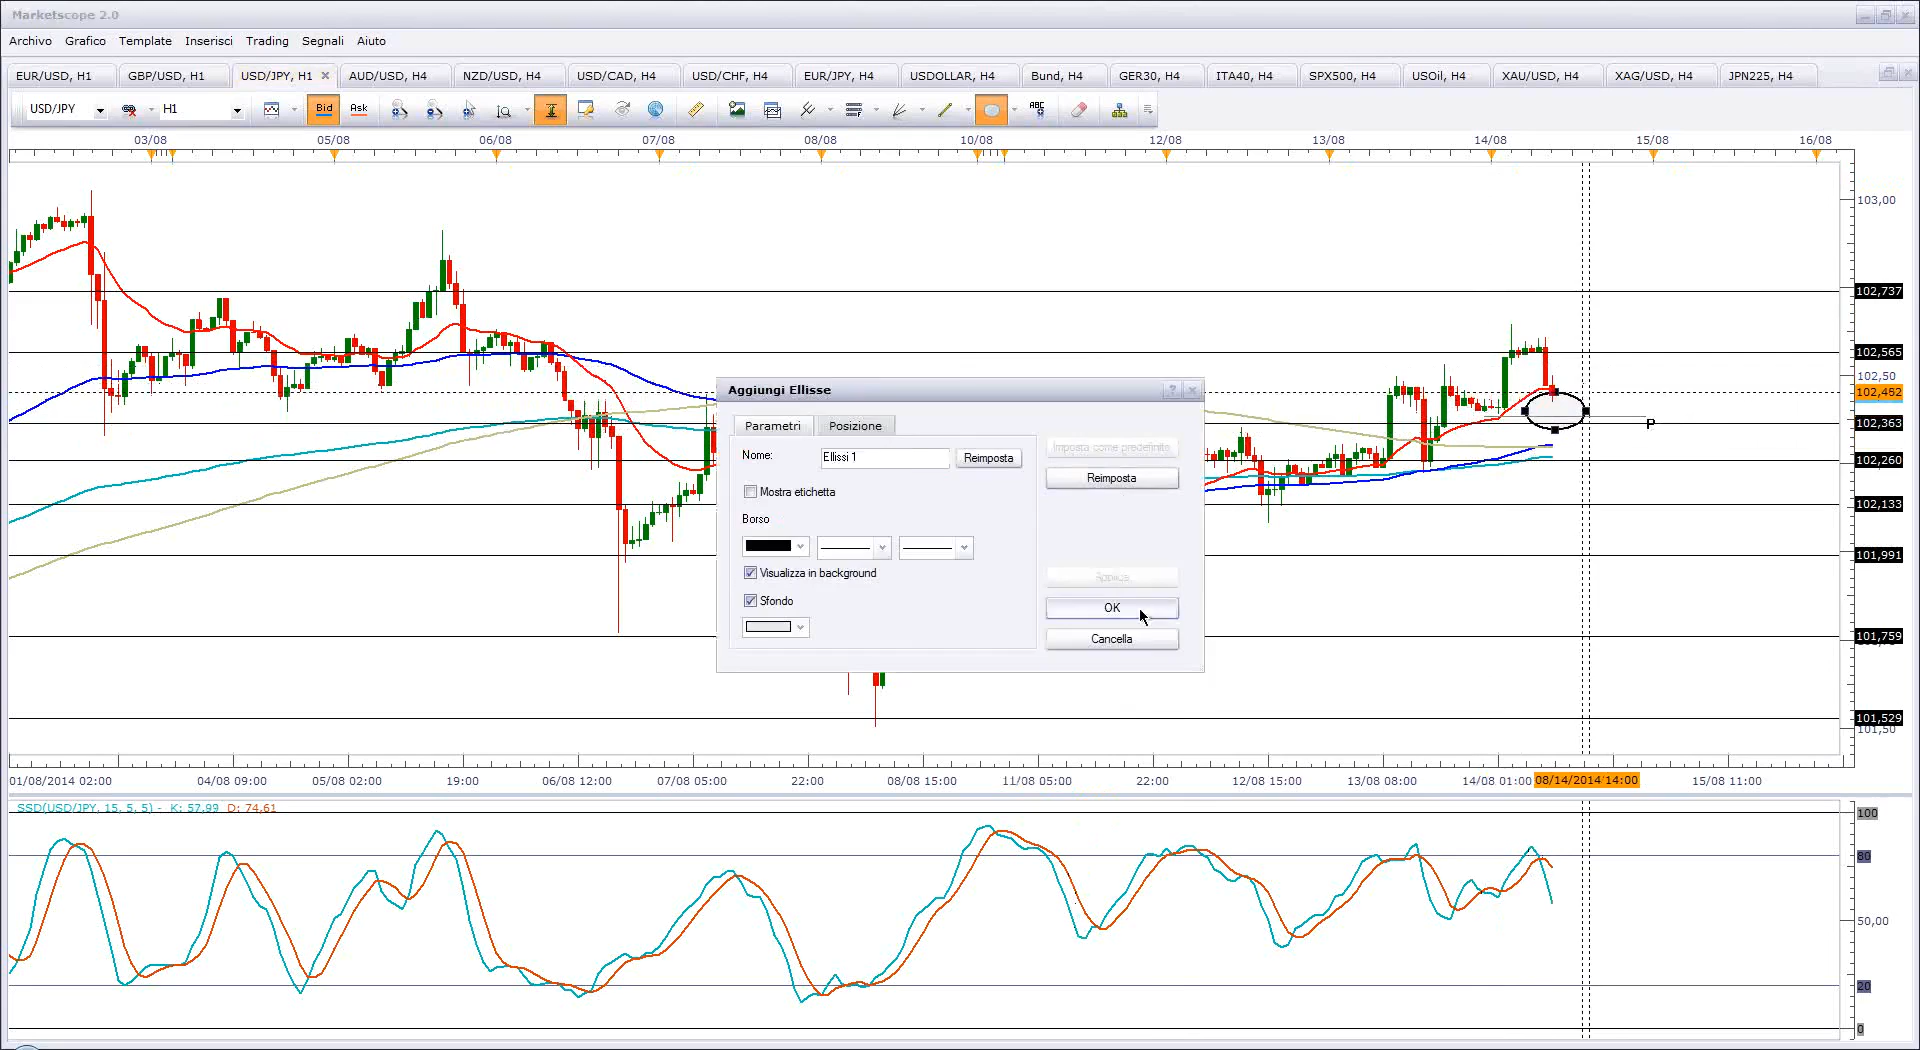 Marketscope 2.0
Archivo Grafico Template Inserisci Trading Segnali Aiuto
EUR/USD, H1 GBP/USD, H1 USD/JPY, H1 AUD/USD, H4 NZD/USD, H4 USD/CAD, H4 USD/CHF, H4 EUR/JPY, H4 USDOLLAR, H4 Bund, H4 GER30, H4 ITA40, H4 SPX500, H4 USOil, H4 XAU/USD, H4 XAG/USD, H4 JPN225, H4
USD/JPY H1 Bid Ask ABC
03/08 05/08 06/08 07/08 08/08 10/08 12/08 13/08 14/08 15/08 16/08
103,00
102,737
102,565
102,50
102,482
102,363
P
102,260
102,133
101,991
101,759
101,529
101,50
Aggiungi Ellisse
Parametri Posizione
Imposta come predefinito
Nome: Ellissi 1 Reimposta
Reimposta
Mostra etichetta
Borso
Visualizza in background
Sfondo
OK
Cancella
01/08/2014 02:00 04/08 09:00 05/08 02:00 19:00 06/08 12:00 07/08 05:00 22:00 08/08 15:00 11/08 05:00 22:00 12/08 15:00 13/08 08:00 14/08 01:00 08/14/2014 14:00 15/08 11:00
SSD(USD/JPY, 15, 5, 5) - K: 57,99 D: 74,61
100
80
50,00
20
0